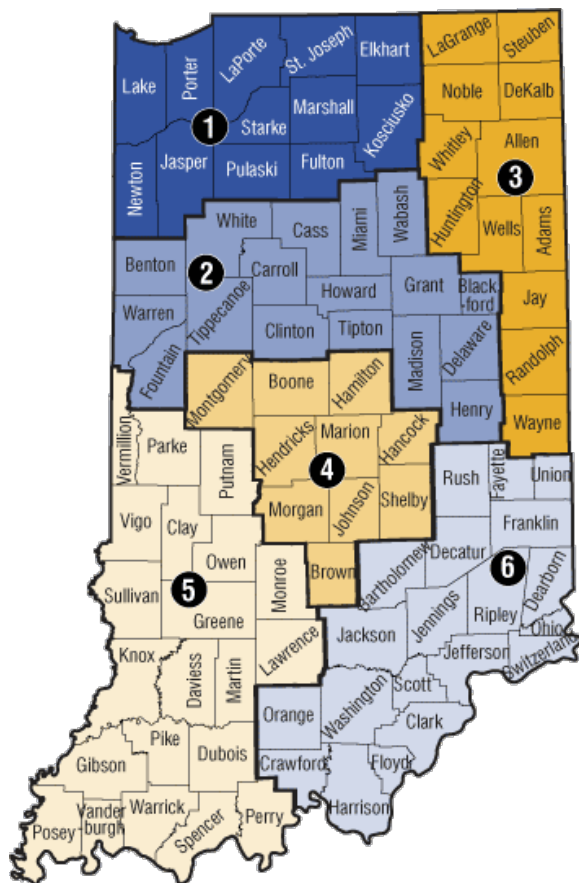 LaGrange
Steuben
Lake
Porter
LaPorte
St. Joseph
Elkhart
Noble
DeKalb
Marshall
Kosciusko
1
Starke
Whitley
Allen
3
Newton
Jasper
Pulaski
Fulton
Huntington
Wells
Adams
White
Cass
Miami
Wabash
Benton
2
Carroll
Grant
Black
-ford
Jay
Howard
Warren
Tippecanoe
Clinton
Tipton
Madison
Delaware
Randolph
Fountain
Montgomery
Boone
Hamilton
Henry
Wayne
Vermillion
Parke
Putnam
Hendricks
Marion
Hancock
4
Rush
Fayette
Union
Vigo
Clay
Morgan
Johnson
Shelby
Franklin
Owen
Decatur
Bartholomew
6
Dearborn
Sullivan
5
Monroe
Brown
Greene
Jennings
Ripley
Ohio
Jackson
Jefferson
Switzerland
Knox
Daviess
Martin
Lawrence
Washington
Scott
Orange
Clark
Pike
Dubois
Gibson
Crawford
Floyd
Harrison
Posey
Vander
burgh
Warrick
Spencer
Perry